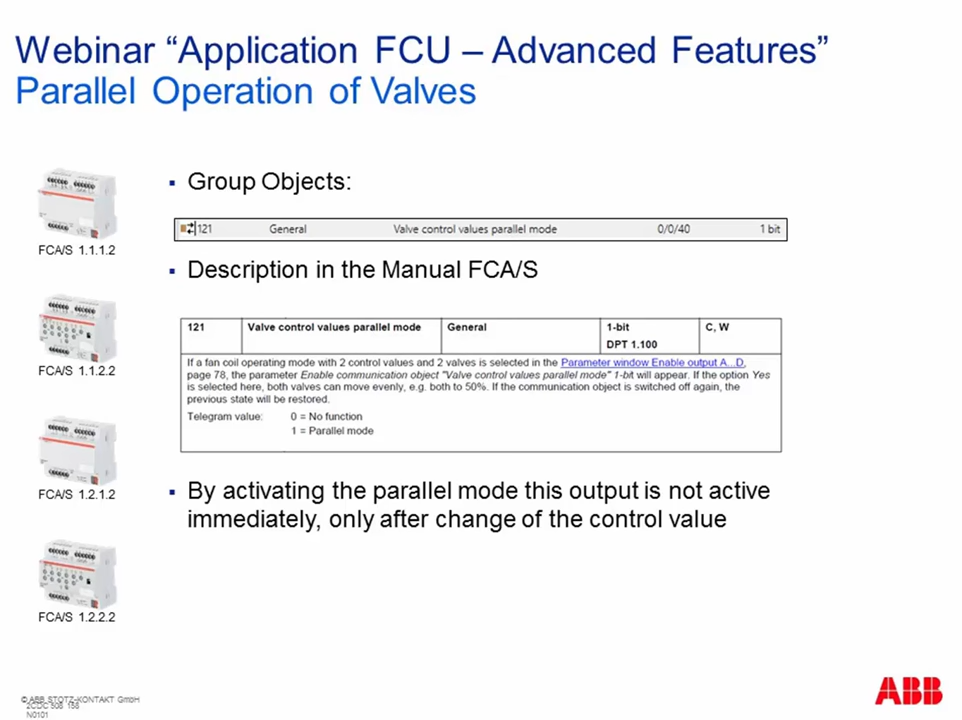 Webinar “Application FCU – Advanced Features”
Parallel Operation of Valves
FCA/S 1.1.1.2
FCA/S 1.1.2.2
FCA/S 1.2.1.2
FCA/S 1.2.2.2
▪ Group Objects:
121 General Valve control values parallel mode 0/0/40 1 bit
▪ Description in the Manual FCA/S
121 Valve control values parallel mode General 1-bit C, W
DPT 1.100
If a fan coil operating mode with 2 control values and 2 valves is selected in the Parameter window Enable output A...D,
page 78, the parameter Enable communication object "Valve control values parallel mode" 1-bit will appear. If the option Yes
is selected here, both valves can move evenly, e.g. both to 50%. If the communication object is switched off again, the
previous state will be restored.
Telegram value: 0 = No function
1 = Parallel mode
▪ By activating the parallel mode this output is not active
immediately, only after change of the control value
© ABB STOTZ-KONTAKT GmbH
N0101
ABB